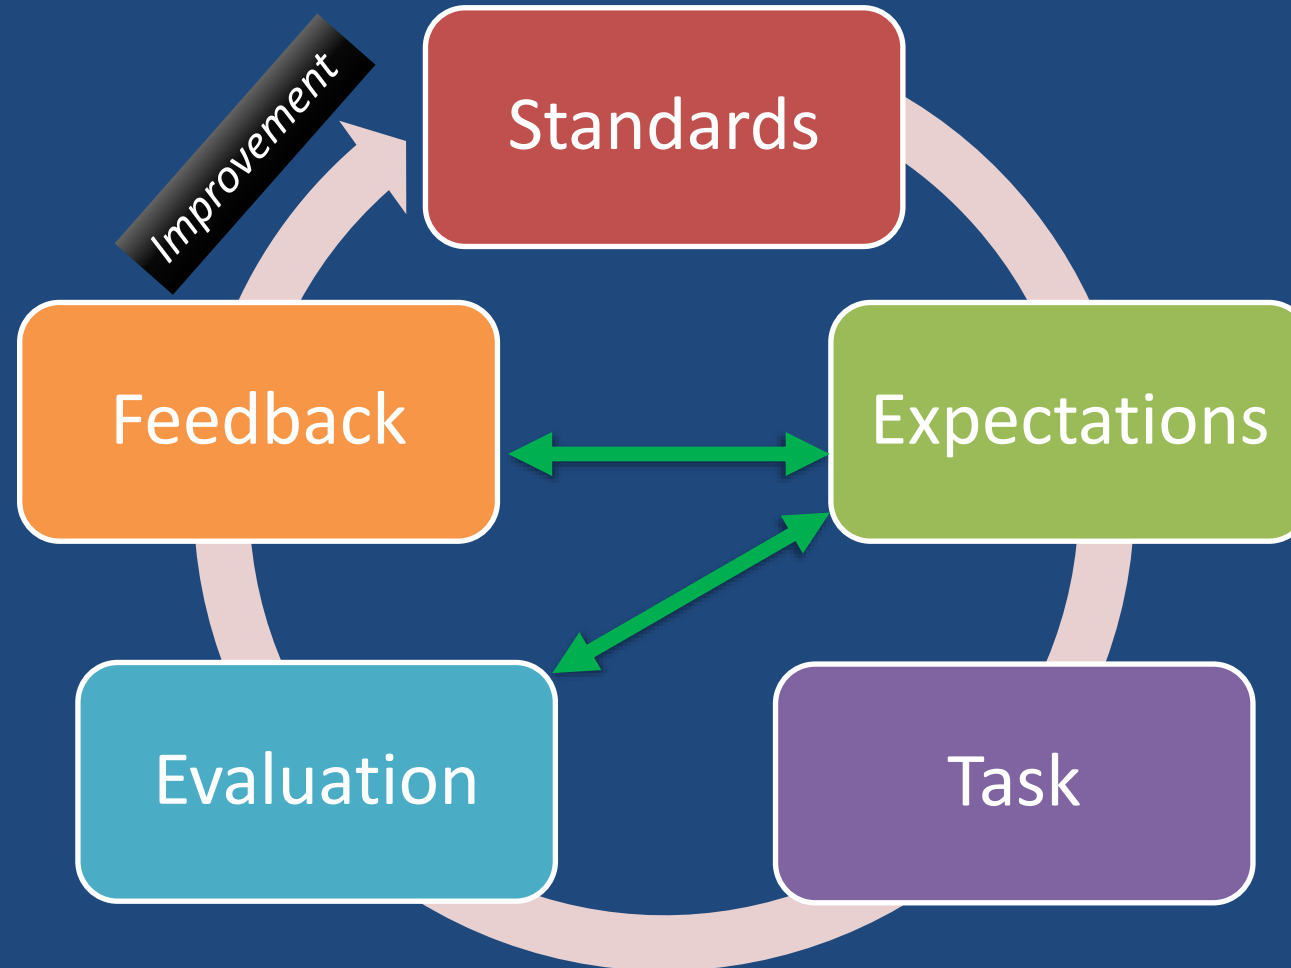 Standards
Improvement
Feedback
Expectations
Evaluation
Task